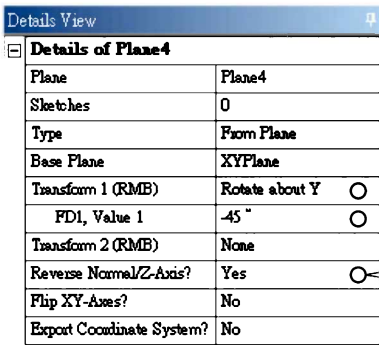 Details View
Details of Plane4
Plane Plane4
Sketches 0
Type From Plane
Base Plane XYPlane
Transform 1 (RMB) Rotate about Y
FD1, Value 1 -45 °
Transform 2 (RMB) None
Reverse Normal/Z-Axis? Yes
Flip XY-Axes? No
Export Coordinate System? No